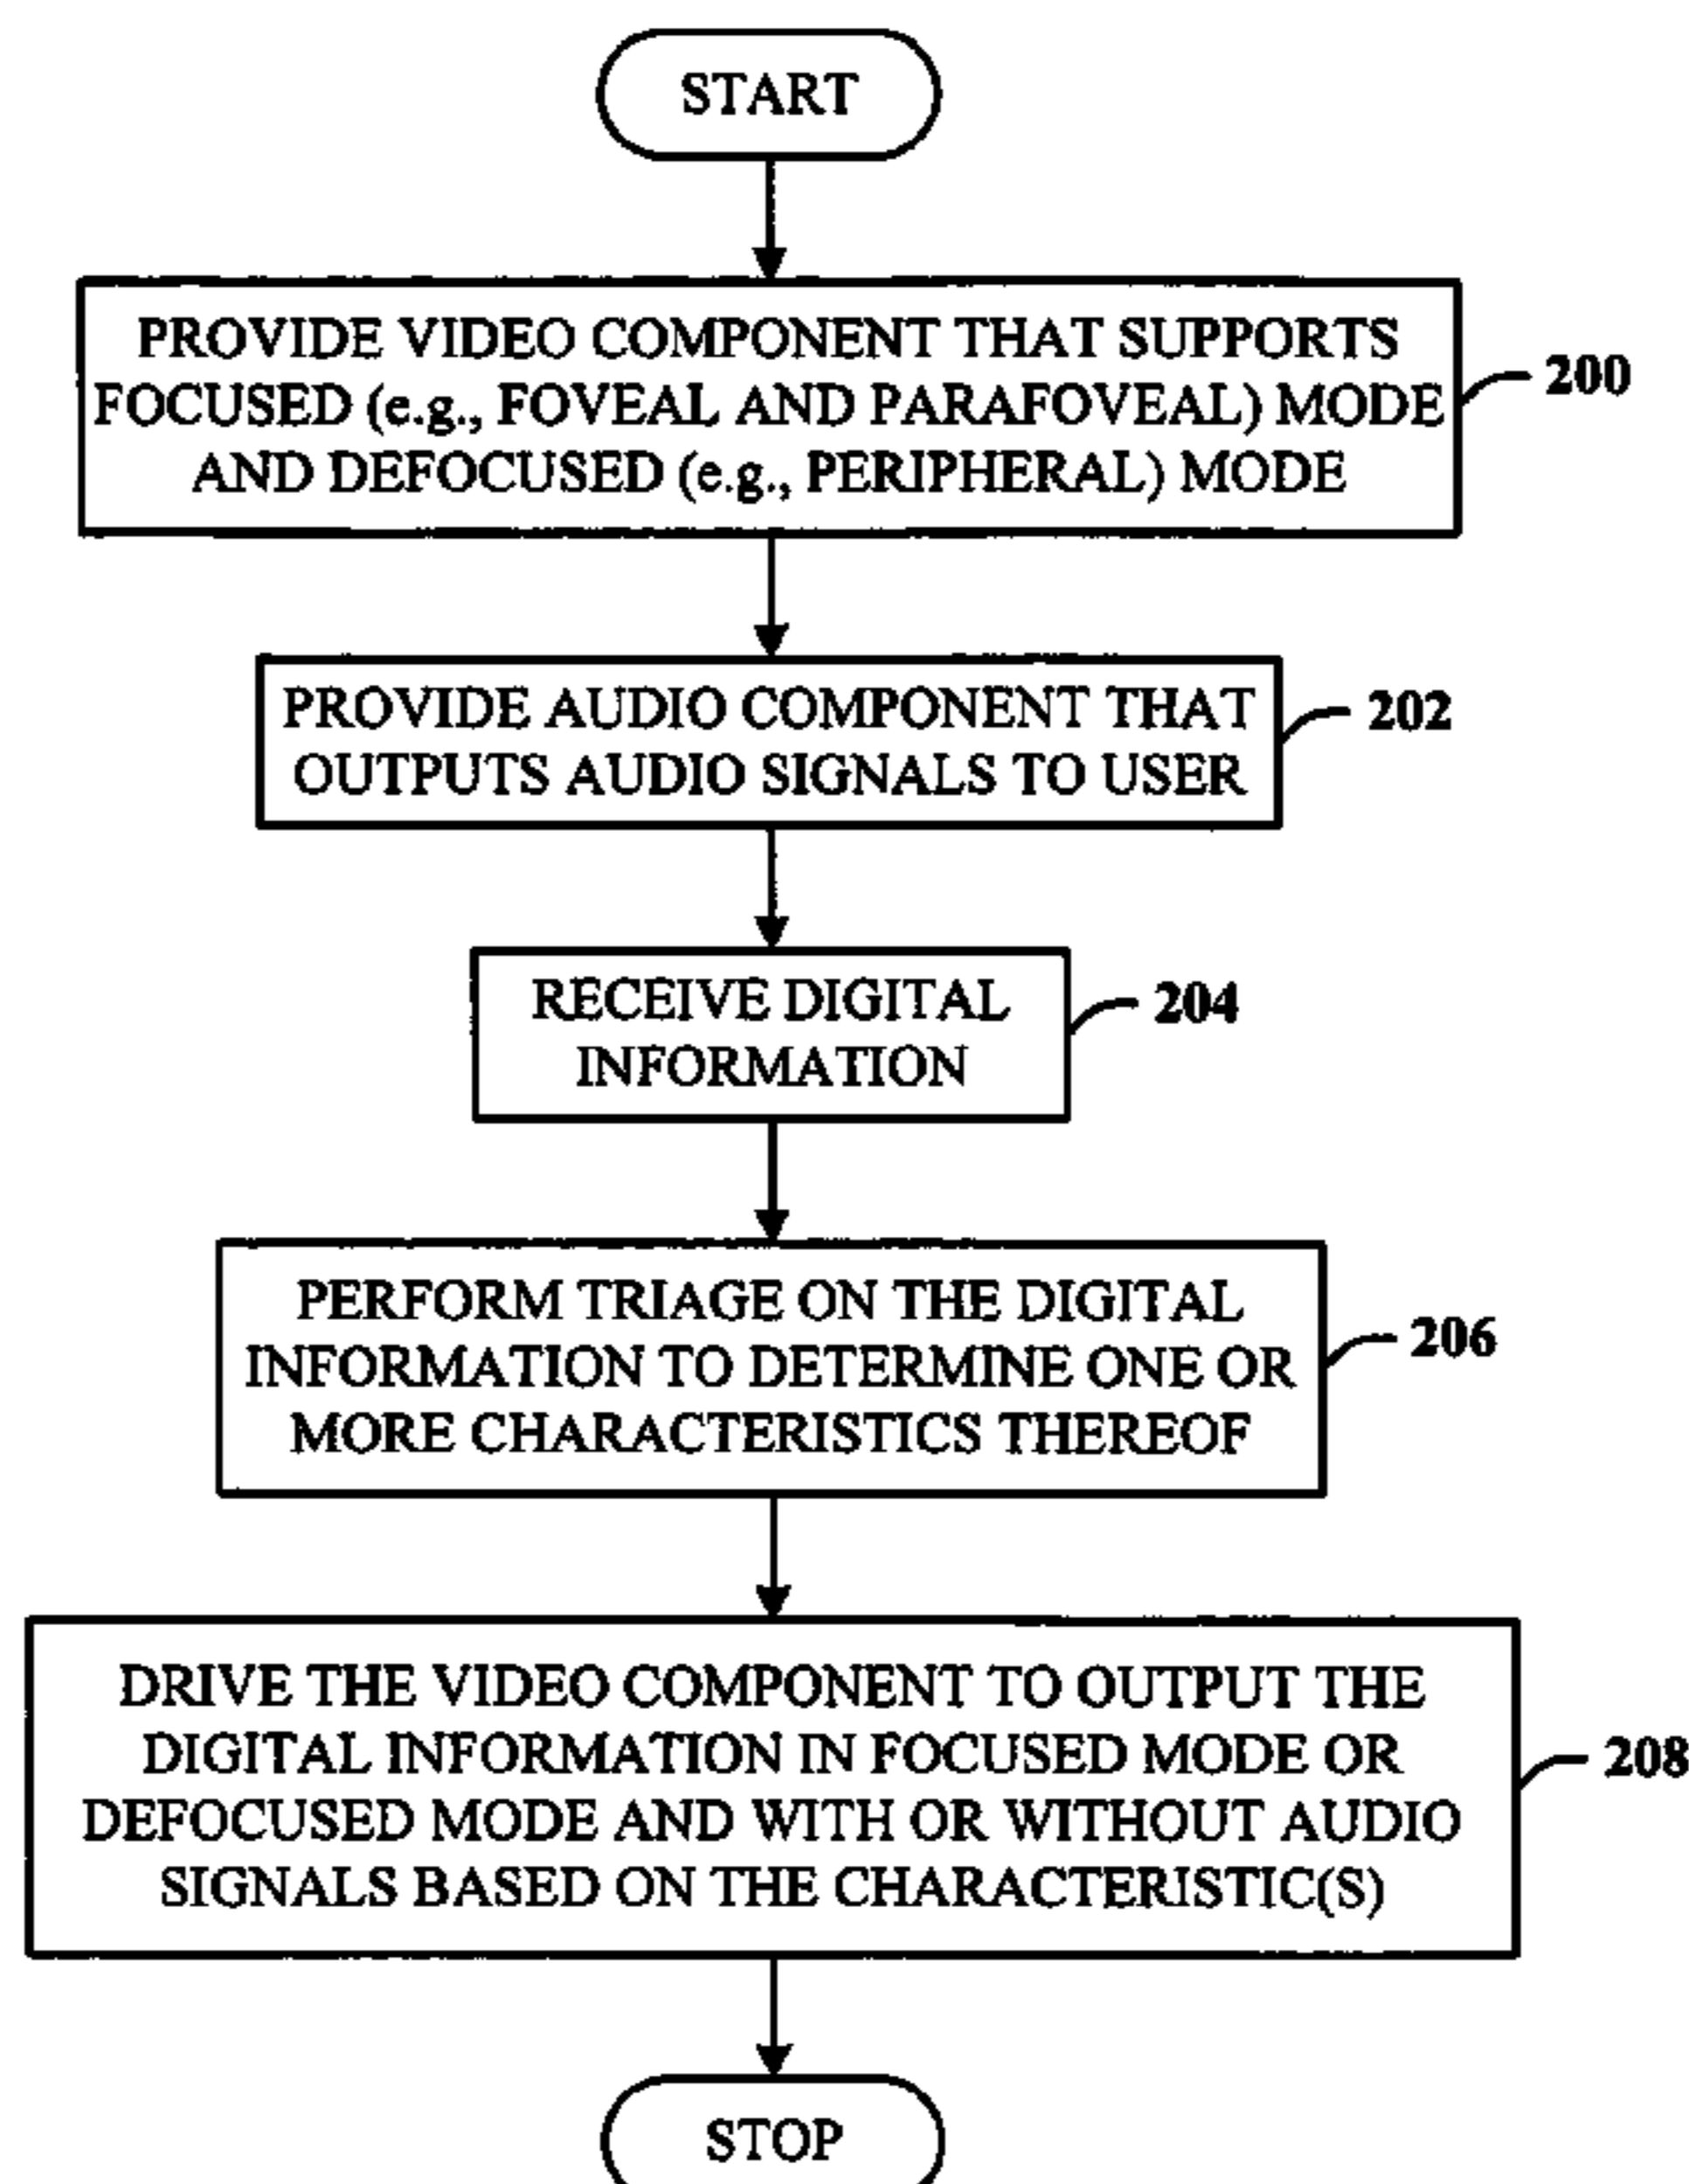 START
PROVIDE VIDEO COMPONENT THAT SUPPORTS
FOCUSED (e.g., FOVEAL AND PARAFOVEAL) MODE
AND DEFOCUSED (e.g., PERIPHERAL) MODE
200
PROVIDE AUDIO COMPONENT THAT
OUTPUTS AUDIO SIGNALS TO USER
202
RECEIVE DIGITAL
INFORMATION
204
PERFORM TRIAGE ON THE DIGITAL
INFORMATION TO DETERMINE ONE OR
MORE CHARACTERISTICS THEREOF
206
DRIVE THE VIDEO COMPONENT TO OUTPUT THE
DIGITAL INFORMATION IN FOCUSED MODE OR
DEFOCUSED MODE AND WITH OR WITHOUT AUDIO
SIGNALS BASED ON THE CHARACTERISTIC(S)
208
STOP